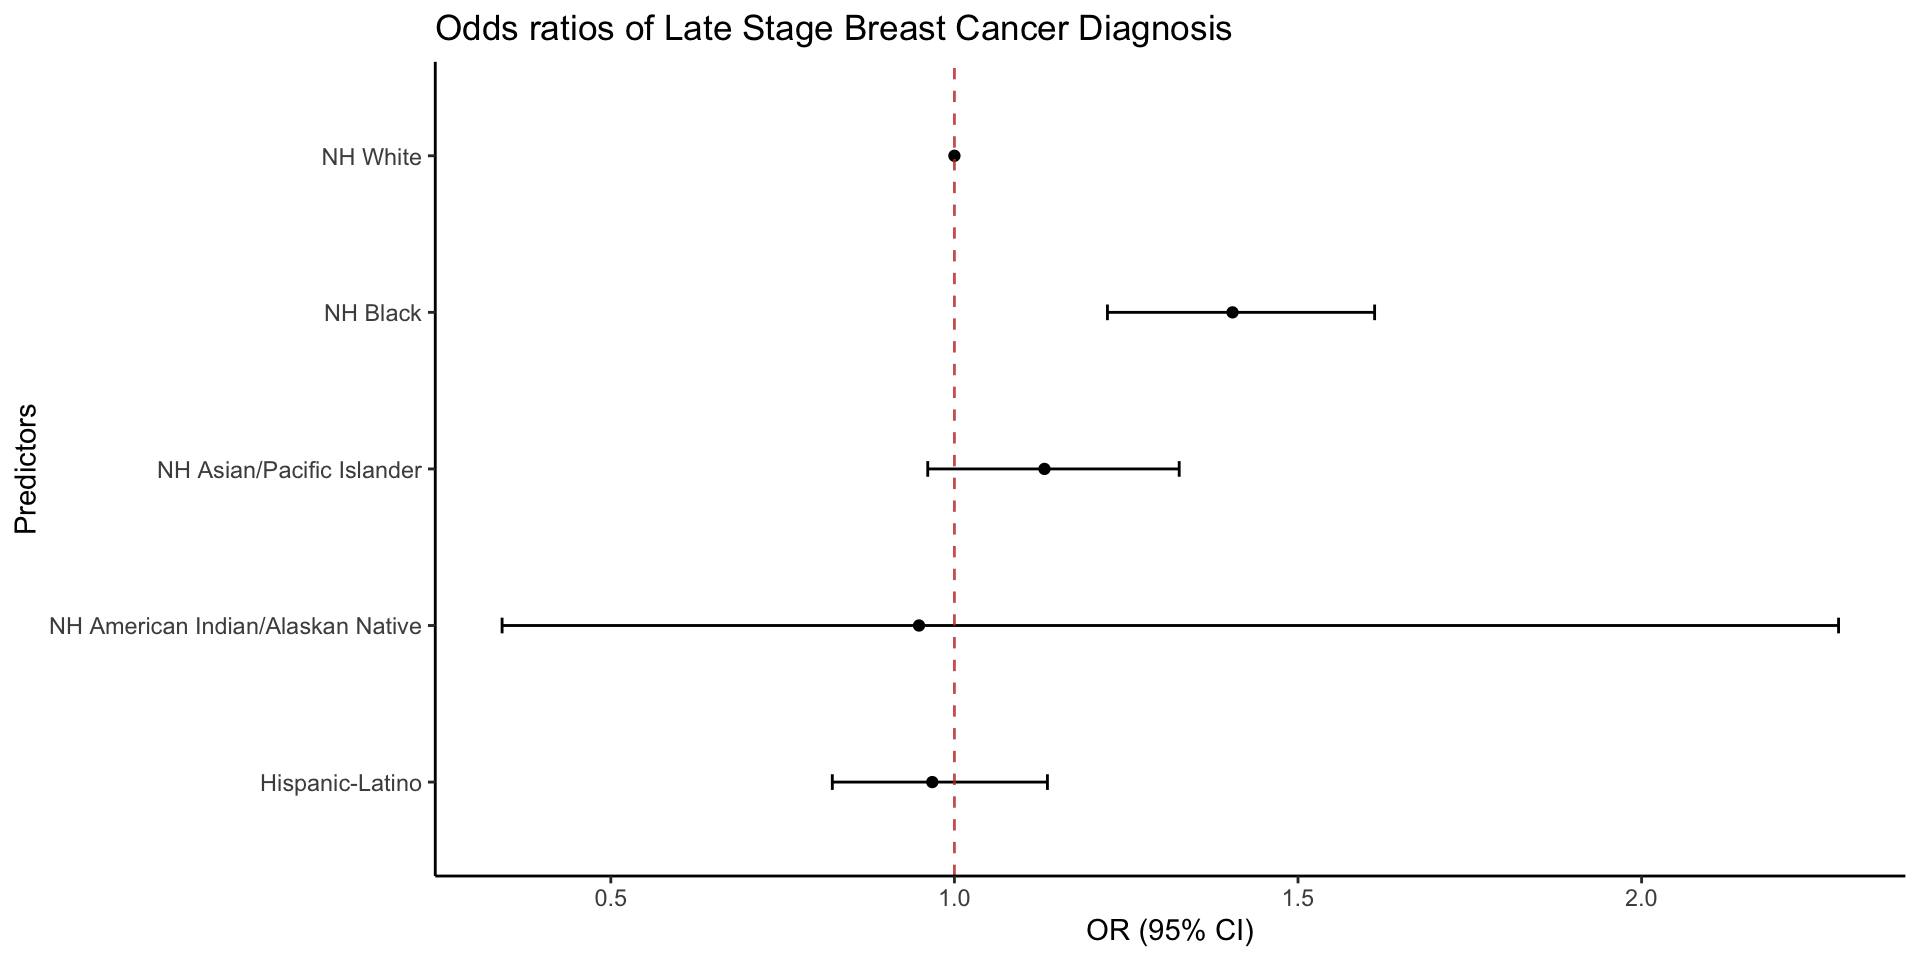 Odds ratios of Late Stage Breast Cancer Diagnosis
Predictors
NH White
NH Black
NH Asian/Pacific Islander
NH American Indian/Alaskan Native
Hispanic-Latino
0.5 1.0 1.5 2.0
OR (95% CI)